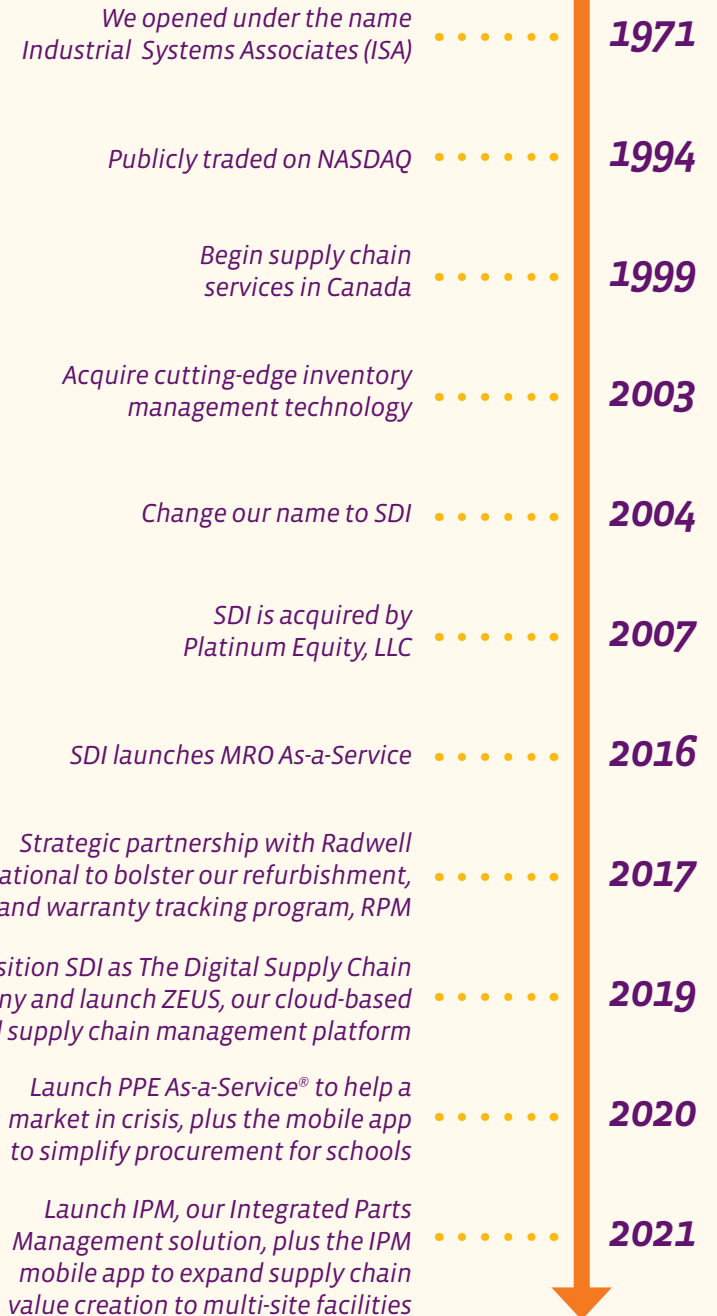 We opened under the name
Industrial Systems Associates (ISA)
1971
Publicly traded on NASDAQ
1994
Begin supply chain
services in Canada
1999
Acquire cutting-edge inventory
management technology
2003
Change our name to SDI
2004
SDI is acquired by
Platinum Equity, LLC
2007
SDI launches MRO As-a-Service
2016
Strategic partnership with Radwell
to bolster our refurbishment,
and warranty tracking program, RPM
2017
SDI as The Digital Supply Chain
and launch ZEUS, our cloud-based
supply chain management platform
2019
Launch PPE As-a-Service® to help a
market in crisis, plus the mobile app
to simplify procurement for schools
2020
Launch IPM, our Integrated Parts
Management solution, plus the IPM
mobile app to expand supply chain
value creation to multi-site facilities
2021